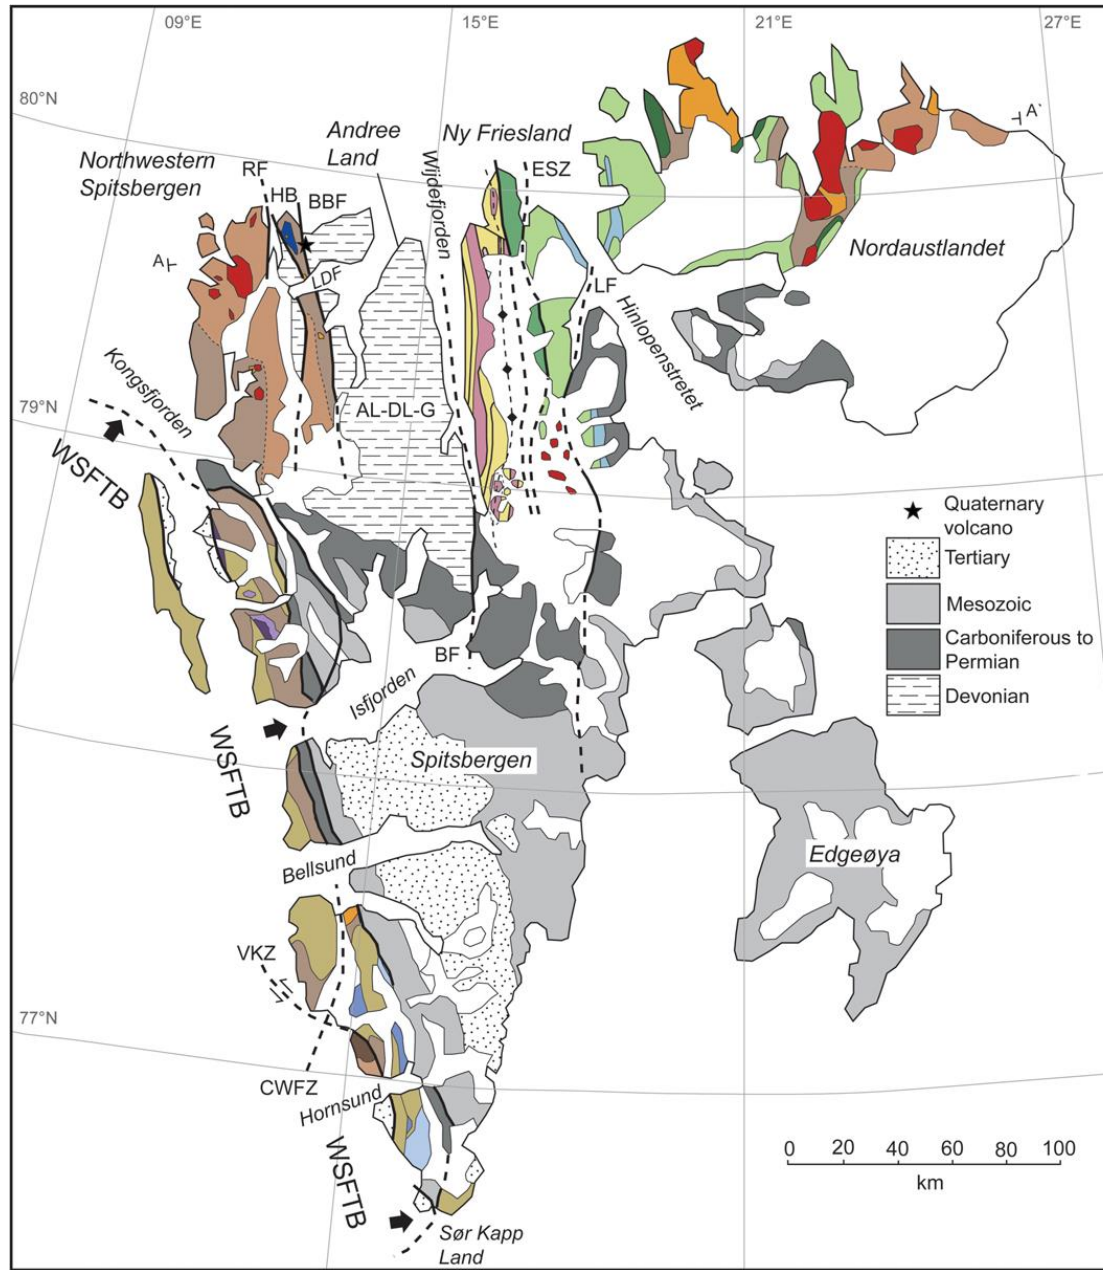 09°E
15°E
21°E
27°E
80°N
Andree
Land
Ny Friesland
A`
Northwestern
Spitsbergen
RF
HB
BBF
Wijdefjorden
ESZ
Nordaustlandet
A
LDF
LF
Hinlopenstretet
Kongsfjorden
79°N
AL-DL-G
WSFTB
Quaternary
volcano
Tertiary
Mesozoic
Carboniferous to
Permian
Devonian
BF
Isfjorden
WSFTB
Spitsbergen
Edgeøya
Bellsund
VKZ
77°N
CWFZ
Hornsund
WSFTB
0 20 40 60 80 100
km
Sør Kapp
Land